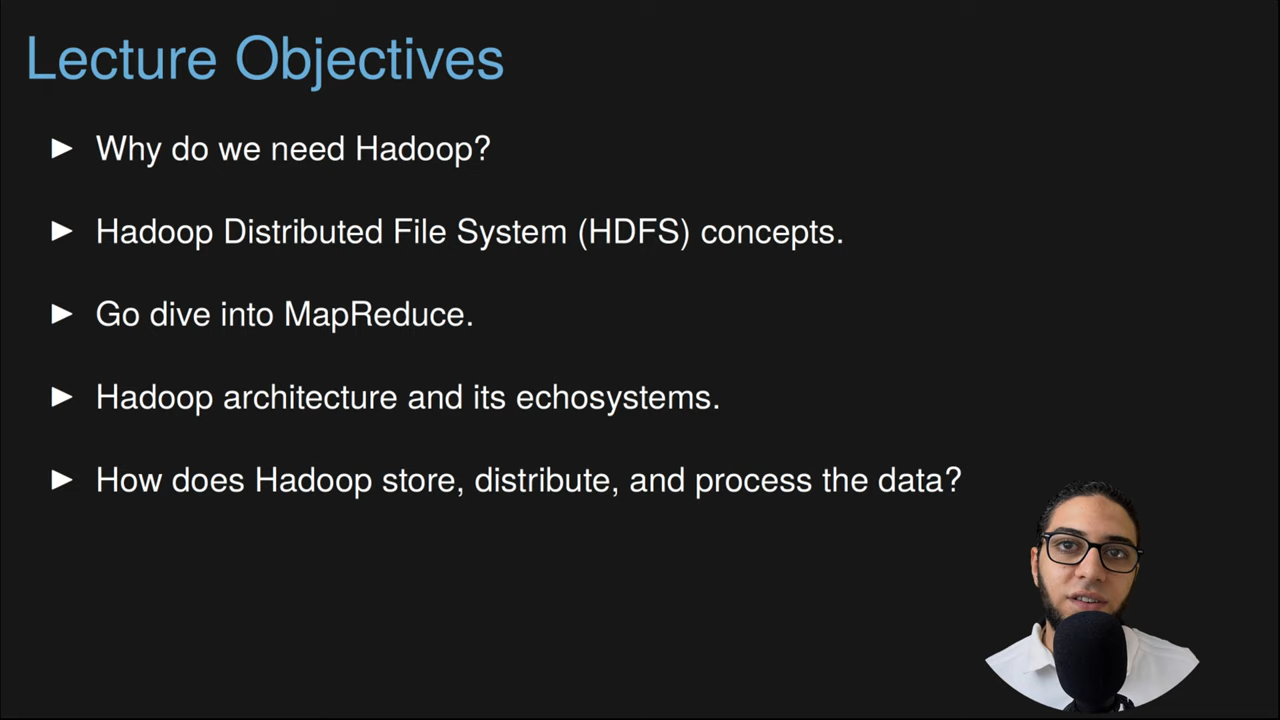 Lecture Objectives
Why do we need Hadoop?
Hadoop Distributed File System (HDFS) concepts.
Go dive into MapReduce.
Hadoop architecture and its echosystems.
How does Hadoop store, distribute, and process the data?